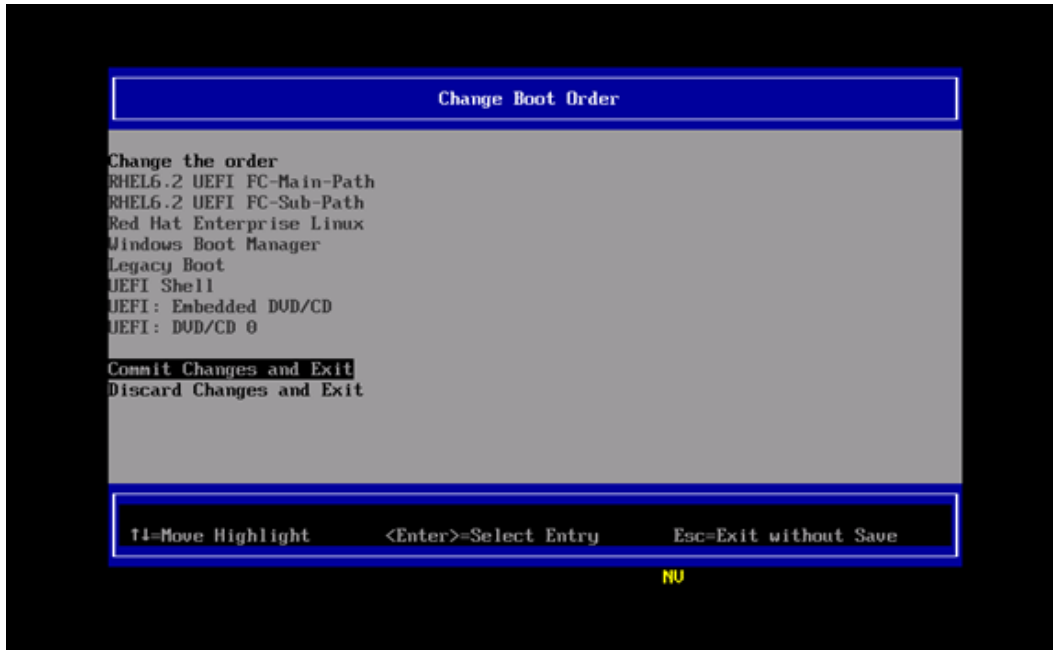 Change Boot Order
Change the order
RHEL6.2 UEFI FC-Main-Path
RHEL6.2 UEFI FC-Sub-Path
Red Hat Enterprise Linux
Windows Boot Manager
Legacy Boot
UEFI Shell
UEFI: Embedded DVD/CD
UEFI: DVD/CD 0
Commit Changes and Exit
Discard Changes and Exit
↑↓=Move Highlight <Enter>=Select Entry Esc=Exit without Save
NV